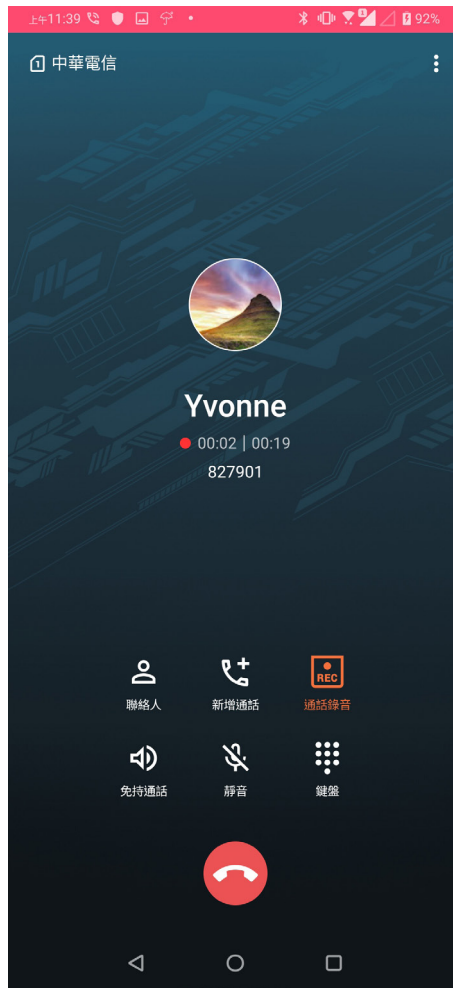 上午11:39 92%
1 中華電信
Yvonne
00:02 | 00:19
827901
REC
聯絡人 新增通話 通話錄音
免持通話 靜音 鍵盤